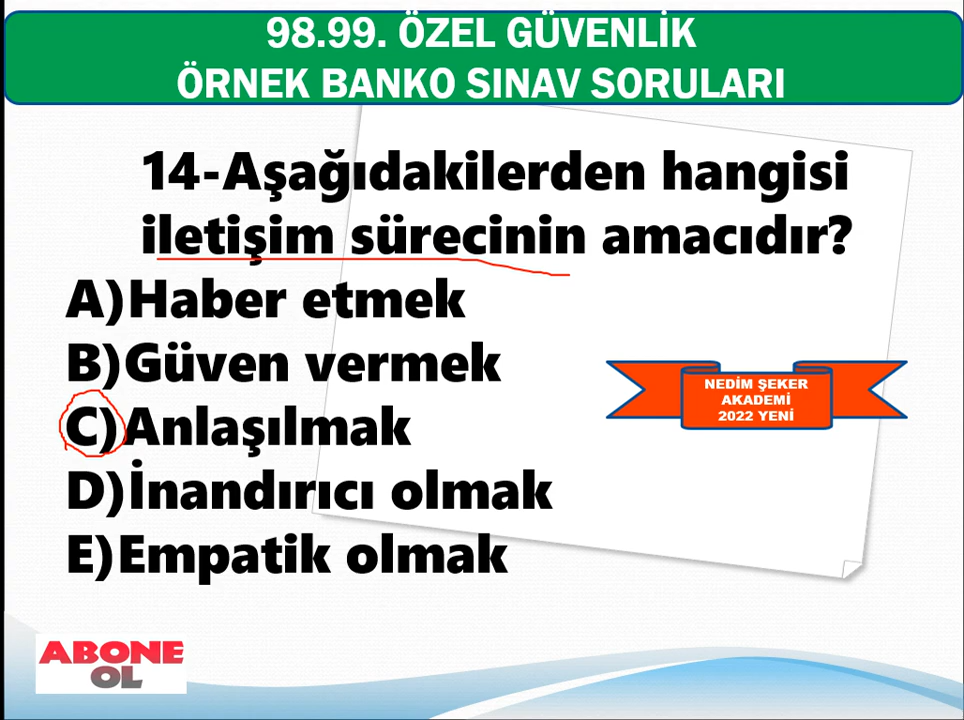 98.99. ÖZEL GÜVENLİK
ÖRNEK BANKO SINAV SORULARI
14-Aşağıdakilerden hangisi
iletişim sürecinin amacıdır?
A)Haber etmek
B)Güven vermek
C)Anlaşılmak
D)İnandırıcı olmak
E)Empatik olmak
NEDİM ŞEKER
AKADEMİ
2022 YENİ
ABONE
OL